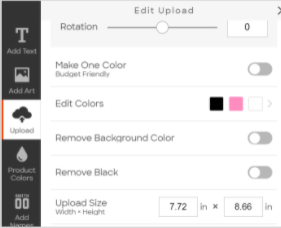 Edit Upload
Rotation
0
Add Text
Make One Color
Budget Friendly
Add Art
Edit Colors
Upload
Remove Background Color
Product
Colors
Remove Black
Upload Size
Width • Height
7.72 in × 8.66 in
Add
Names